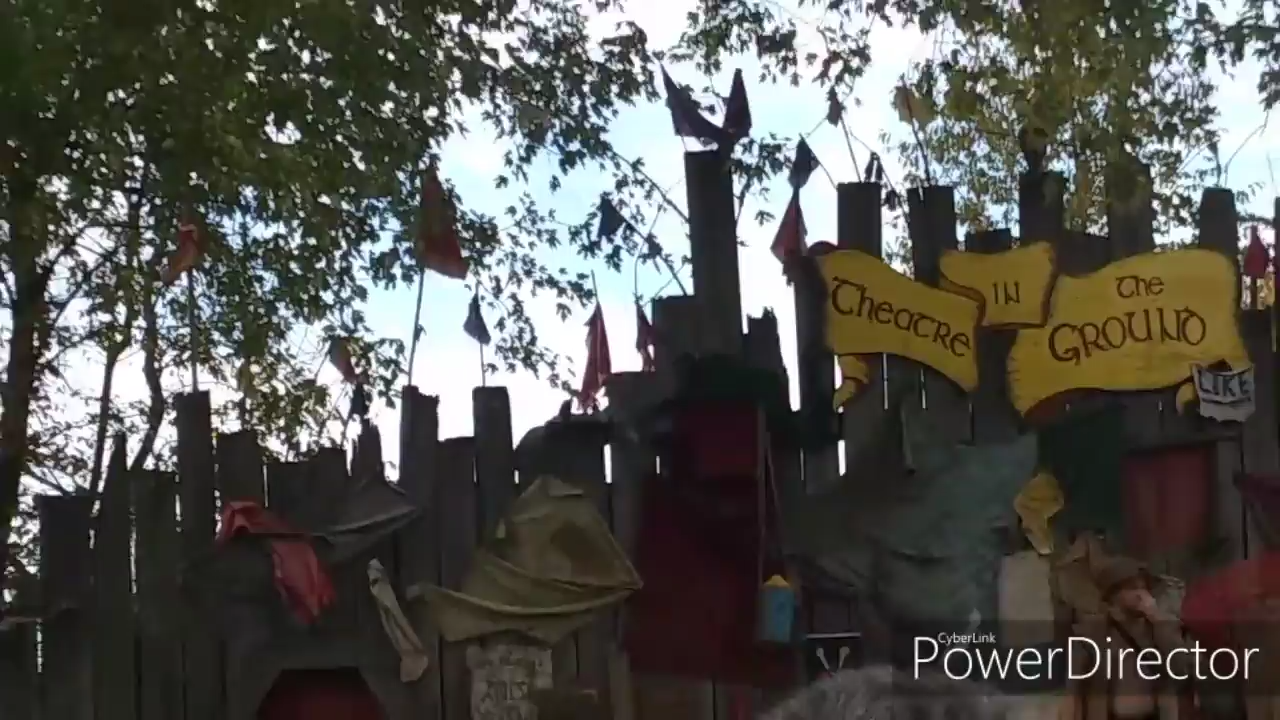 Theatre
IN
The
GROUND
LIKE
CyberLink
PowerDirector